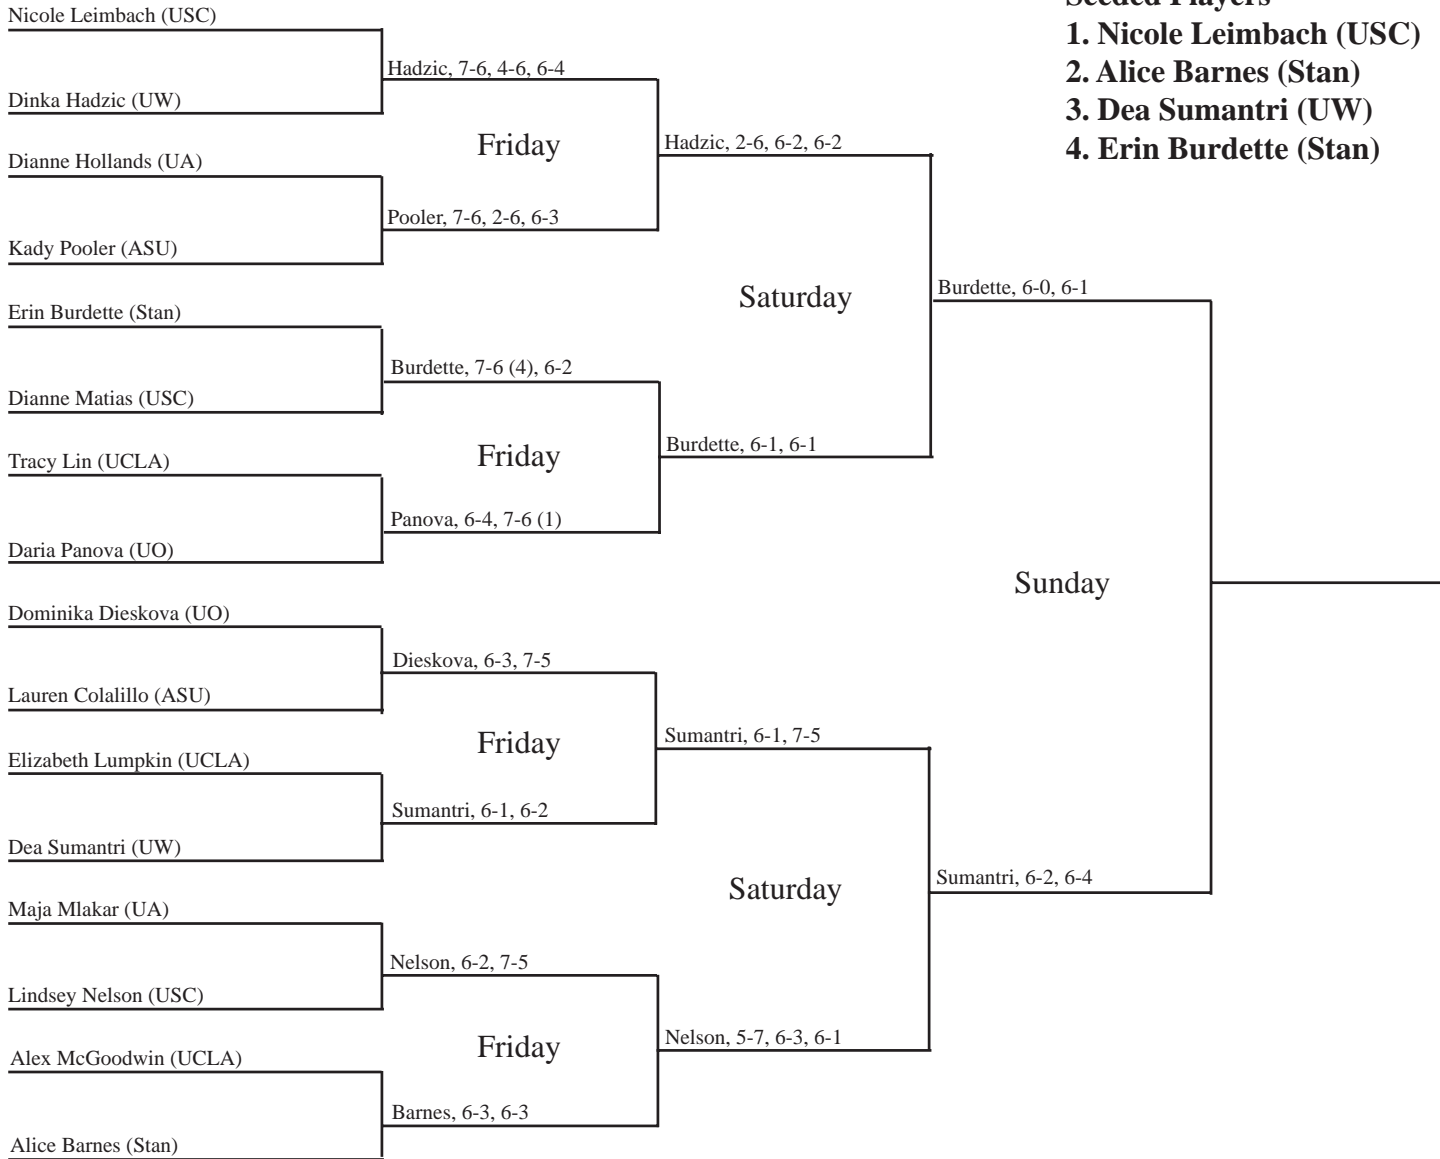 Seeded Players
1. Nicole Leimbach (USC)
2. Alice Barnes (Stan)
3. Dea Sumantri (UW)
4. Erin Burdette (Stan)
Nicole Leimbach (USC)
Dinka Hadzic (UW)
Dianne Hollands (UA)
Kady Pooler (ASU)
Erin Burdette (Stan)
Dianne Matias (USC)
Tracy Lin (UCLA)
Daria Panova (UO)
Dominika Dieskova (UO)
Lauren Colalillo (ASU)
Elizabeth Lumpkin (UCLA)
Dea Sumantri (UW)
Maja Mlakar (UA)
Lindsey Nelson (USC)
Alex McGoodwin (UCLA)
Alice Barnes (Stan)
Hadzic, 7-6, 4-6, 6-4
Friday
Pooler, 7-6, 2-6, 6-3
Burdette, 7-6 (4), 6-2
Friday
Panova, 6-4, 7-6 (1)
Dieskova, 6-3, 7-5
Friday
Sumantri, 6-1, 6-2
Nelson, 6-2, 7-5
Friday
Barnes, 6-3, 6-3
Hadzic, 2-6, 6-2, 6-2
Saturday
Burdette, 6-1, 6-1
Sumantri, 6-1, 7-5
Saturday
Nelson, 5-7, 6-3, 6-1
Burdette, 6-0, 6-1
Sunday
Sumantri, 6-2, 6-4